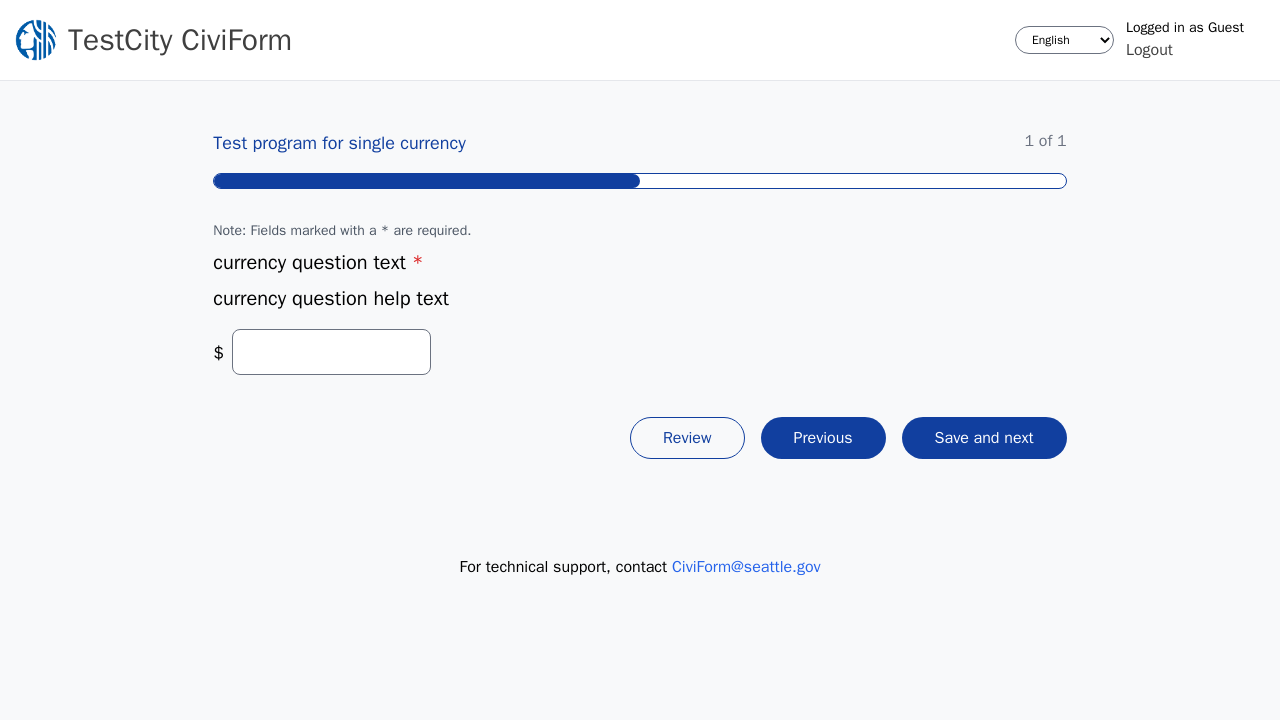 TestCity CiviForm
English
Logged in as Guest
Logout
Test program for single currency
1 of 1
Note: Fields marked with a * are required.
currency question text *
currency question help text
$
Review
Previous
Save and next
For technical support, contact CiviForm@seattle.gov